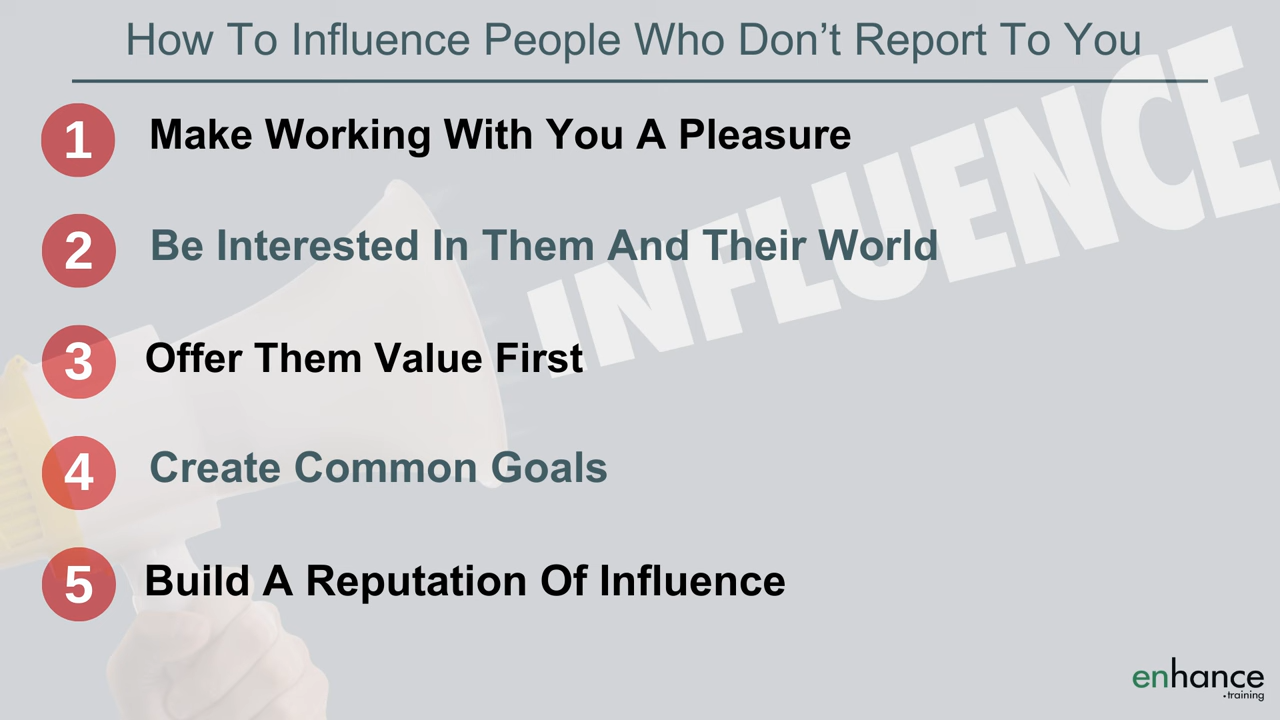 How To Influence People Who Don’t Report To You
INFLUENCE
1 Make Working With You A Pleasure
2 Be Interested In Them And Their World
3 Offer Them Value First
4 Create Common Goals
5 Build A Reputation Of Influence
enhance
.training